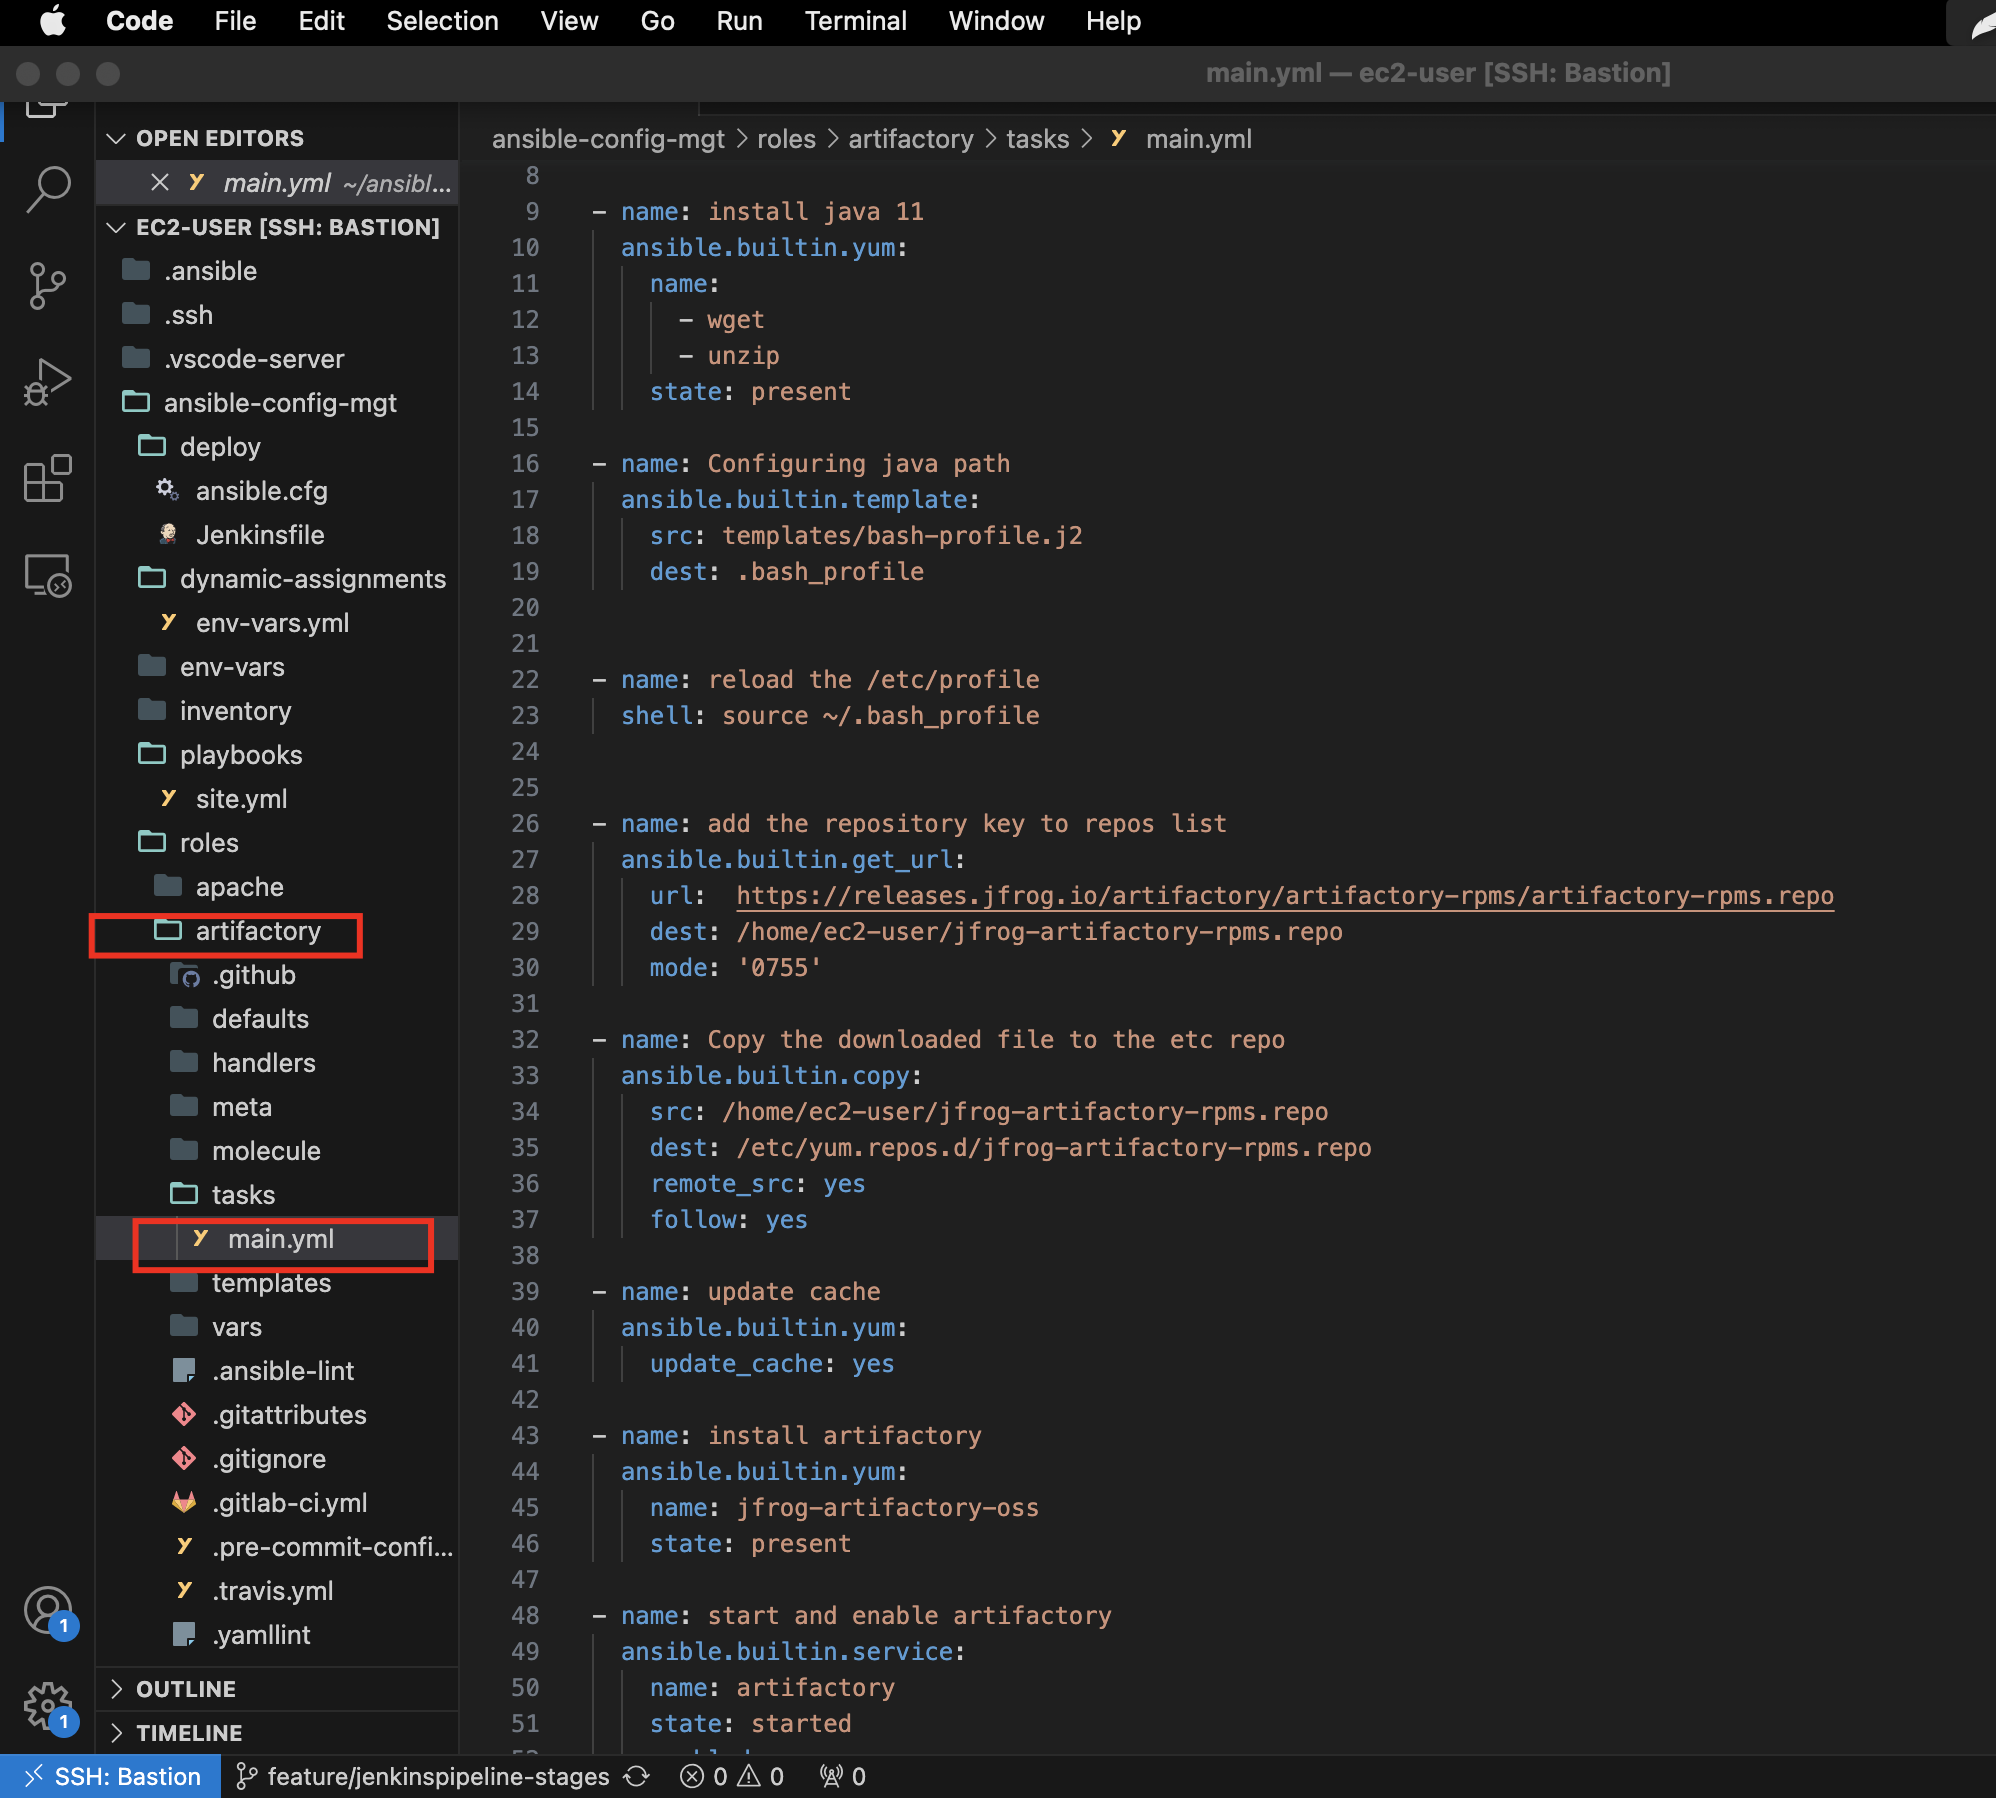 Code File Edit Selection View Go Run Terminal Window Help
main.yml — ec2-user [SSH: Bastion]
OPEN EDITORS
main.yml ~/ansibl...
EC2-USER [SSH: BASTION]
.ansible
.ssh
.vscode-server
ansible-config-mgt
deploy
ansible.cfg
Jenkinsfile
dynamic-assignments
env-vars.yml
env-vars
inventory
playbooks
site.yml
roles
apache
artifactory
.github
defaults
handlers
meta
molecule
tasks
main.yml
templates
vars
.ansible-lint
.gitattributes
.gitignore
.gitlab-ci.yml
.pre-commit-confi...
.travis.yml
.yamllint
OUTLINE
TIMELINE
1
1
ansible-config-mgt > roles > artifactory > tasks > main.yml
8
9 - name: install java 11
10 ansible.builtin.yum:
11 name:
12 - wget
13 - unzip
14 state: present
15
16 - name: Configuring java path
17 ansible.builtin.template:
18 src: templates/bash-profile.j2
19 dest: .bash_profile
20
21
22 - name: reload the /etc/profile
23 shell: source ~/.bash_profile
24
25
26 - name: add the repository key to repos list
27 ansible.builtin.get_url:
28 url:  https://releases.jfrog.io/artifactory/artifactory-rpms/artifactory-rpms.repo
29 dest: /home/ec2-user/jfrog-artifactory-rpms.repo
30 mode: '0755'
31
32 - name: Copy the downloaded file to the etc repo
33 ansible.builtin.copy:
34 src: /home/ec2-user/jfrog-artifactory-rpms.repo
35 dest: /etc/yum.repos.d/jfrog-artifactory-rpms.repo
36 remote_src: yes
37 follow: yes
38
39 - name: update cache
40 ansible.builtin.yum:
41 update_cache: yes
42
43 - name: install artifactory
44 ansible.builtin.yum:
45 name: jfrog-artifactory-oss
46 state: present
47
48 - name: start and enable artifactory
49 ansible.builtin.service:
50 name: artifactory
51 state: started
SSH: Bastion feature/jenkinspipeline-stages 0 0 0